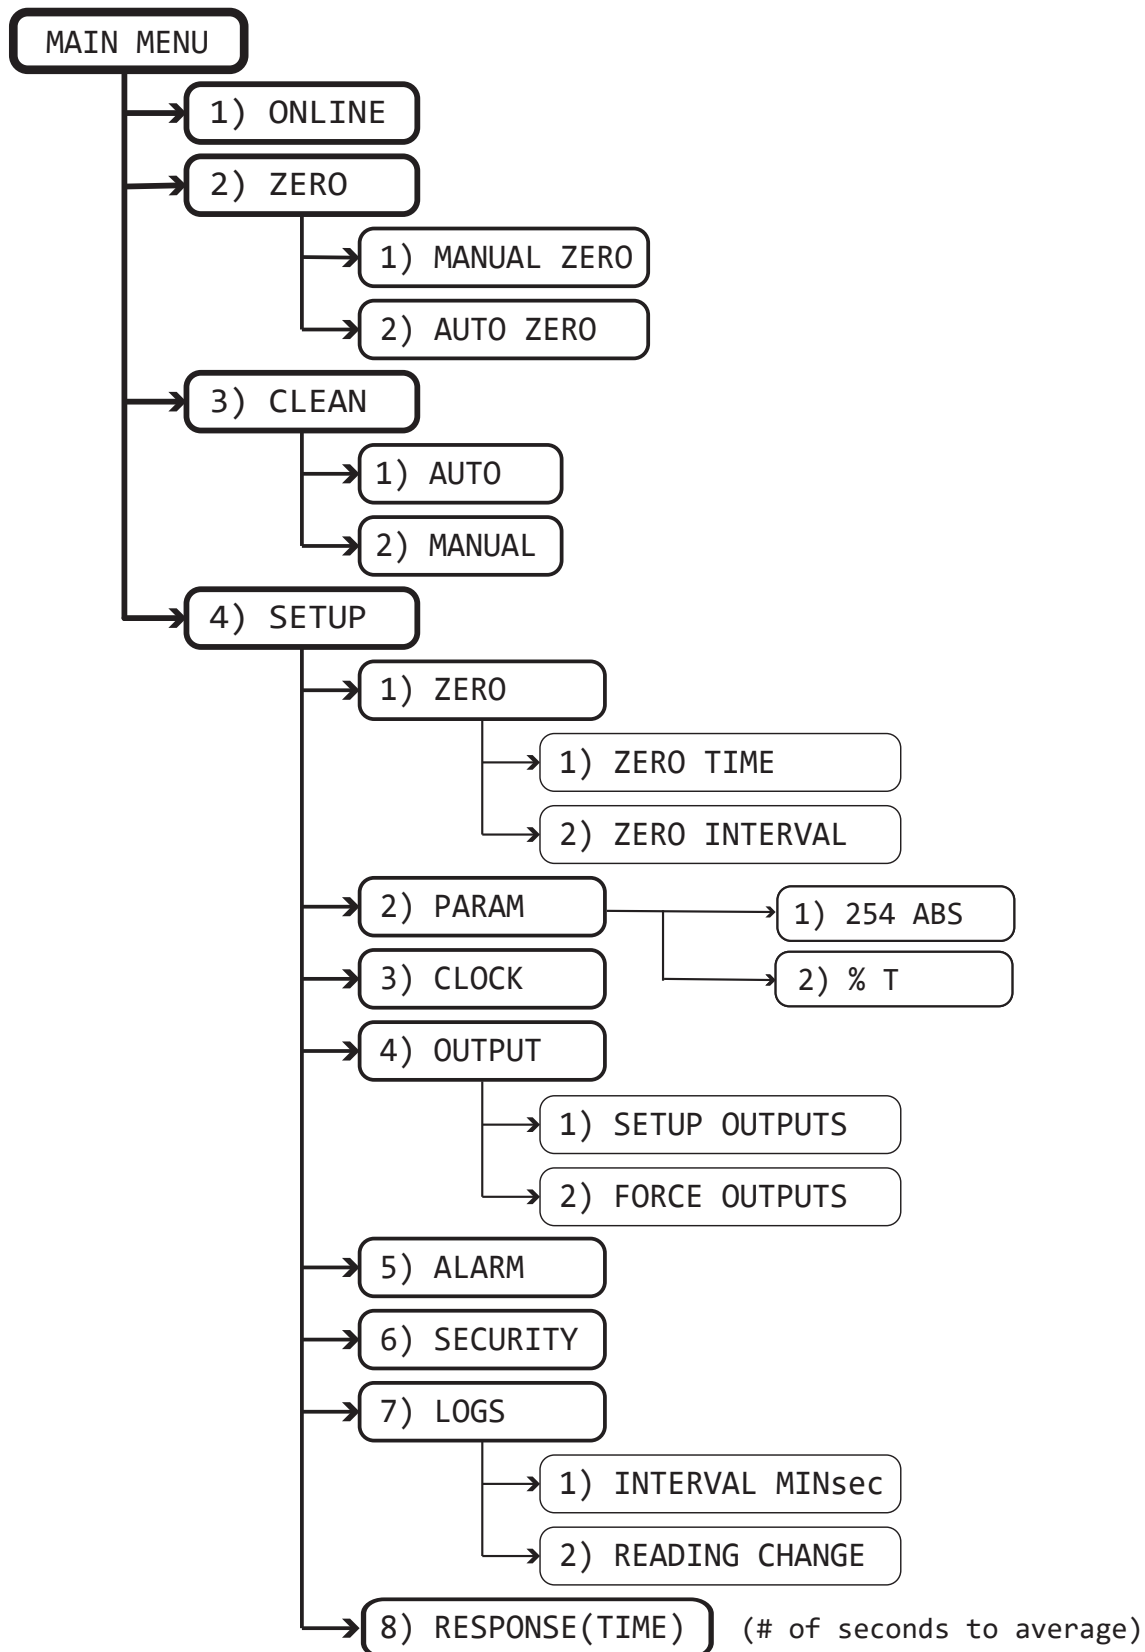 MAIN MENU
1) ONLINE
2) ZERO
1) MANUAL ZERO
2) AUTO ZERO
3) CLEAN
1) AUTO
2) MANUAL
4) SETUP
1) ZERO
1) ZERO TIME
2) ZERO INTERVAL
2) PARAM
1) 254 ABS
2) % T
3) CLOCK
4) OUTPUT
1) SETUP OUTPUTS
2) FORCE OUTPUTS
5) ALARM
6) SECURITY
7) LOGS
1) INTERVAL MINsec
2) READING CHANGE
8) RESPONSE(TIME) (# of seconds to average)